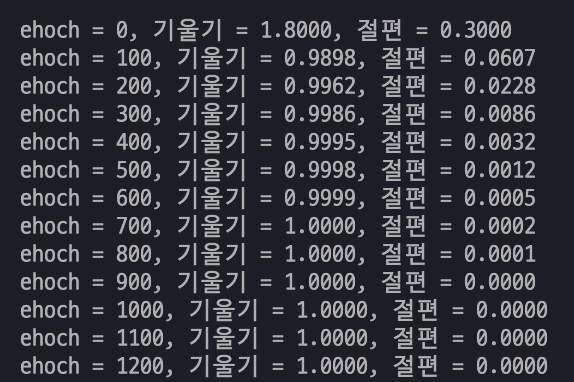 ehoch = 0, 기울기 = 1.8000, 절편 = 0.3000
ehoch = 100, 기울기 = 0.9898, 절편 = 0.0607
ehoch = 200, 기울기 = 0.9962, 절편 = 0.0228
ehoch = 300, 기울기 = 0.9986, 절편 = 0.0086
ehoch = 400, 기울기 = 0.9995, 절편 = 0.0032
ehoch = 500, 기울기 = 0.9998, 절편 = 0.0012
ehoch = 600, 기울기 = 0.9999, 절편 = 0.0005
ehoch = 700, 기울기 = 1.0000, 절편 = 0.0002
ehoch = 800, 기울기 = 1.0000, 절편 = 0.0001
ehoch = 900, 기울기 = 1.0000, 절편 = 0.0000
ehoch = 1000, 기울기 = 1.0000, 절편 = 0.0000
ehoch = 1100, 기울기 = 1.0000, 절편 = 0.0000
ehoch = 1200, 기울기 = 1.0000, 절편 = 0.0000